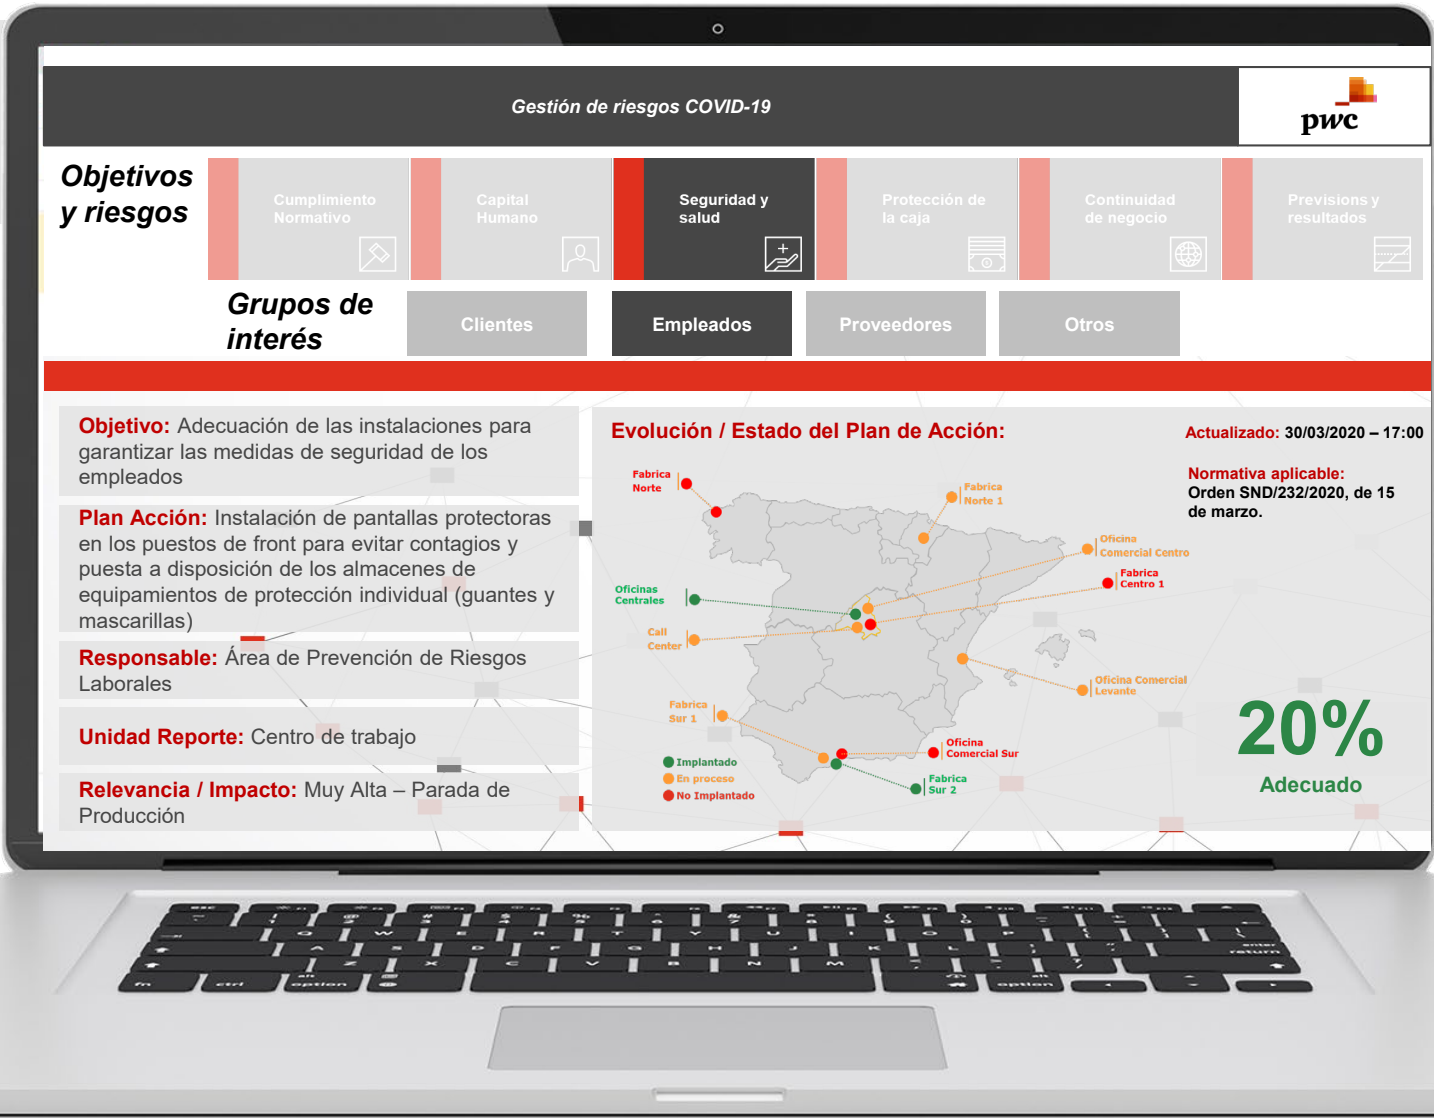 Gestión de riesgos COVID-19
pwc
Objetivos
y riesgos
Cumplimiento
Normativo
Capital
Humano
Seguridad y
salud
Protección de
la caja
Continuidad
de negocio
Previsions y
resultados
Grupos de
interés
Clientes
Empleados
Proveedores
Otros
Objetivo: Adecuación de las instalaciones para
garantizar las medidas de seguridad de los
empleados
Plan Acción: Instalación de pantallas protectoras
en los puestos de front para evitar contagios y
puesta a disposición de los almacenes de
equipamientos de protección individual (guantes y
mascarillas)
Responsable: Área de Prevención de Riesgos
Laborales
Unidad Reporte: Centro de trabajo
Relevancia / Impacto: Muy Alta – Parada de
Producción
Evolución / Estado del Plan de Acción:
Actualizado: 30/03/2020 – 17:00
Normativa aplicable:
Orden SND/232/2020, de 15
de marzo.
Fabrica
Norte
Fabrica
Norte 1
Oficina
Comercial Centro
Fabrica
Centro 1
Oficinas
Centrales
Call
Center
Oficina Comercial
Levante
Fabrica
Sur 1
Oficina
Comercial Sur
Fabrica
Sur 2
Implantado
En proceso
No Implantado
20%
Adecuado